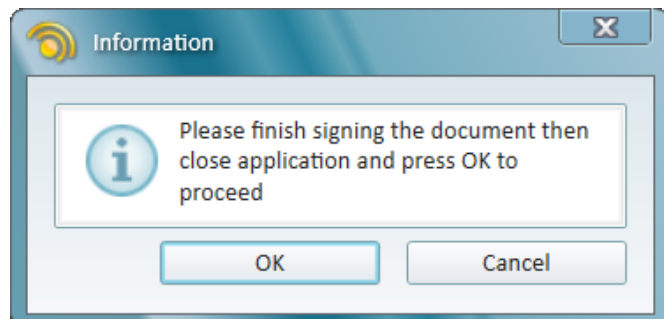 Information
Please finish signing the document then
close application and press OK to
proceed
OK
Cancel